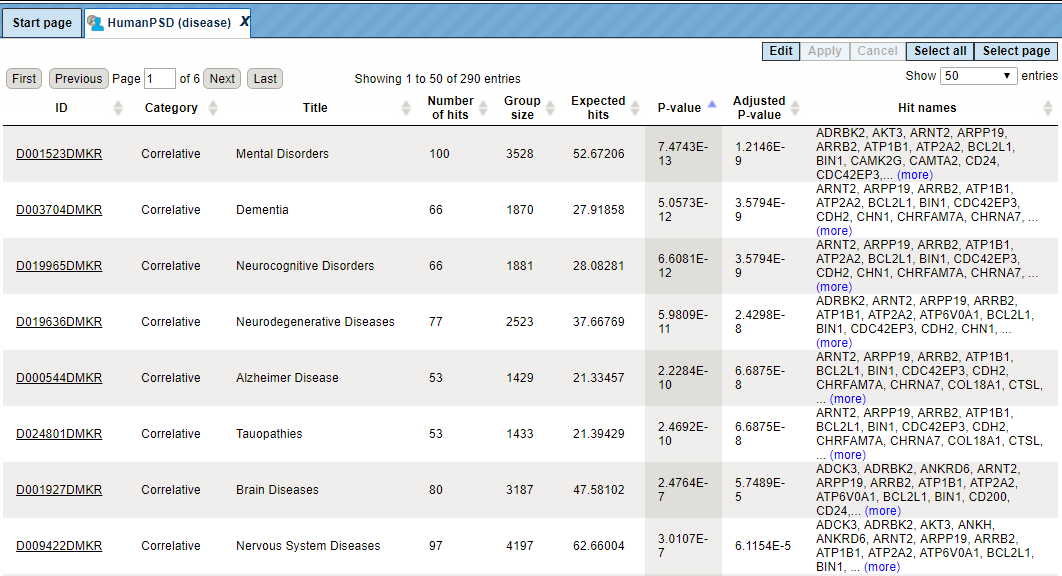 Start page
HumanPSD (disease) X
Edit Apply Cancel Select all Select page
First Previous Page 1 of 6 Next Last Showing 1 to 50 of 290 entries Show 50 entries
ID Category Title Number of hits Group size Expected hits P-value Adjusted P-value Hit names
D001523DMKR Correlative Mental Disorders 100 3528 52.67206 7.4743E-13 1.2146E-9
ADRBK2, AKT3, ARNT2, ARPP19,
ARRB2, ATP1B1, ATP2A2, BCL2L1,
BIN1, CAMK2G, CAMTA2, CD24,
CDC42EP3,... (more)
D003704DMKR Correlative Dementia 66 1870 27.91858 5.0573E-12 3.5794E-9
ARNT2, ARPP19, ARRB2, ATP1B1,
ATP2A2, BCL2L1, BIN1, CDC42EP3,
CDH2, CHN1, CHRFAM7A, CHRNA7, ...
(more)
D019965DMKR Correlative Neurocognitive Disorders 66 1881 28.08281 6.6081E-12 3.5794E-9
ARNT2, ARPP19, ARRB2, ATP1B1,
ATP2A2, BCL2L1, BIN1, CDC42EP3,
CDH2, CHN1, CHRFAM7A, CHRNA7, ...
(more)
D019636DMKR Correlative Neurodegenerative Diseases 77 2523 37.66769 5.9809E-11 2.4298E-8
ADRBK2, ARNT2, ARPP19, ARRB2,
ATP1B1, ATP2A2, ATP6V0A1, BCL2L1,
BIN1, CDC42EP3, CDH2, CHN1, ...
(more)
D000544DMKR Correlative Alzheimer Disease 53 1429 21.33457 2.2284E-10 6.6875E-8
ARNT2, ARPP19, ARRB2, ATP1B1,
BCL2L1, BIN1, CDC42EP3, CDH2,
CHRFAM7A, CHRNA7, COL18A1, CTSL,
... (more)
D024801DMKR Correlative Tauopathies 53 1433 21.39429 2.4692E-10 6.6875E-8
ARNT2, ARPP19, ARRB2, ATP1B1,
BCL2L1, BIN1, CDC42EP3, CDH2,
CHRFAM7A, CHRNA7, COL18A1, CTSL,
... (more)
D001927DMKR Correlative Brain Diseases 80 3187 47.58102 2.4764E-7 5.7489E-5
ADCK3, ADRBK2, ANKRD6, ARNT2,
ARPP19, ARRB2, ATP1B1, ATP2A2,
ATP6V0A1, BCL2L1, BIN1, CD200,
CD24,... (more)
D009422DMKR Correlative Nervous System Diseases 97 4197 62.66004 3.0107E-7 6.1154E-5
ADCK3, ADRBK2, AKT3, ANKH,
ANKRD6, ARNT2, ARPP19, ARRB2,
ATP1B1, ATP2A2, ATP6V0A1, BCL2L1,
BIN1, ... (more)